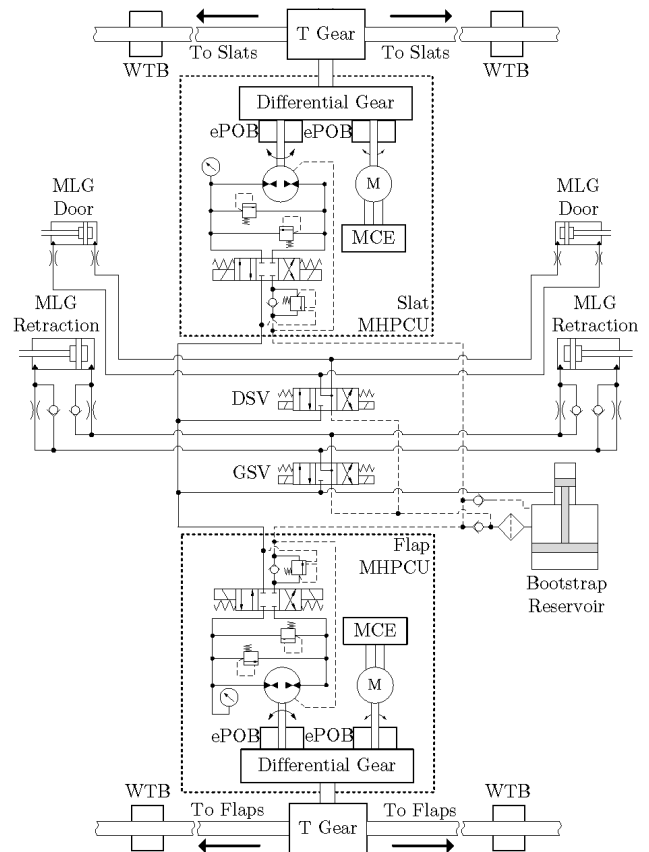 T Gear
To Slats
To Slats
WTB
WTB
Differential Gear
ePOB
ePOB
M
MCE
MLG
Door
MLG
Door
MLG
Retraction
MLG
Retraction
Slat
MHPCU
DSV
GSV
Flap
MHPCU
Bootstrap
Reservoir
MCE
M
ePOB
ePOB
Differential Gear
WTB
WTB
To Flaps
To Flaps
T Gear